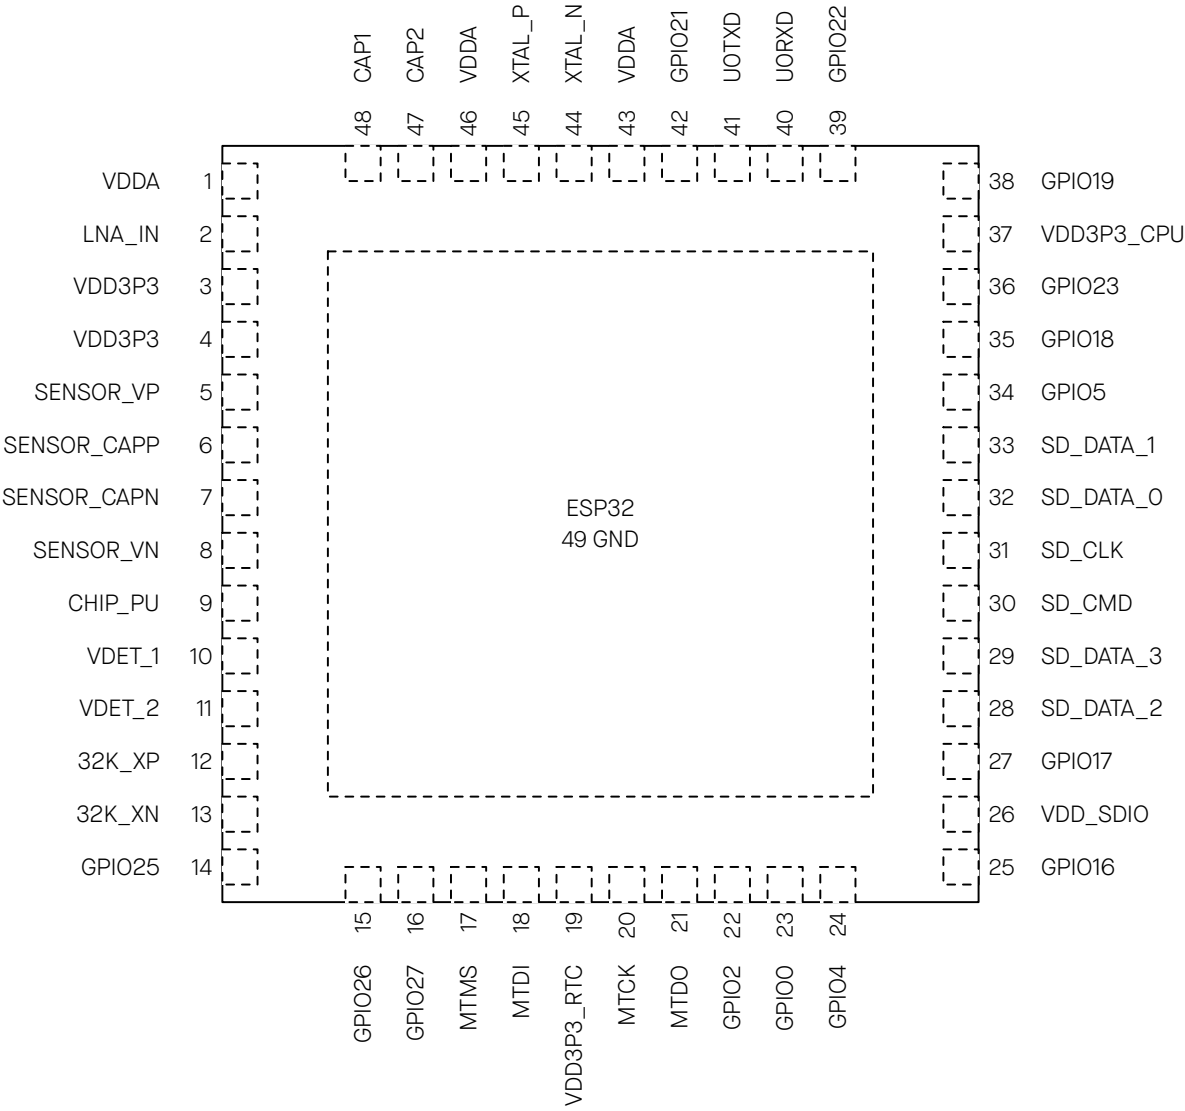 CAP1
CAP2
VDDA
XTAL_P
XTAL_N
VDDA
GPIO21
U0TXD
U0RXD
GPIO22
48
47
46
45
44
43
42
41
40
39
VDDA 1
LNA_IN 2
VDD3P3 3
VDD3P3 4
SENSOR_VP 5
SENSOR_CAPP 6
SENSOR_CAPN 7
SENSOR_VN 8
CHIP_PU 9
VDET_1 10
VDET_2 11
32K_XP 12
32K_XN 13
GPIO25 14
ESP32
49 GND
38 GPIO19
37 VDD3P3_CPU
36 GPIO23
35 GPIO18
34 GPIO5
33 SD_DATA_1
32 SD_DATA_0
31 SD_CLK
30 SD_CMD
29 SD_DATA_3
28 SD_DATA_2
27 GPIO17
26 VDD_SDIO
25 GPIO16
15
16
17
18
19
20
21
22
23
24
GPIO26
GPIO27
MTMS
MTDI
VDD3P3_RTC
MTCK
MTDO
GPIO2
GPIO0
GPIO4